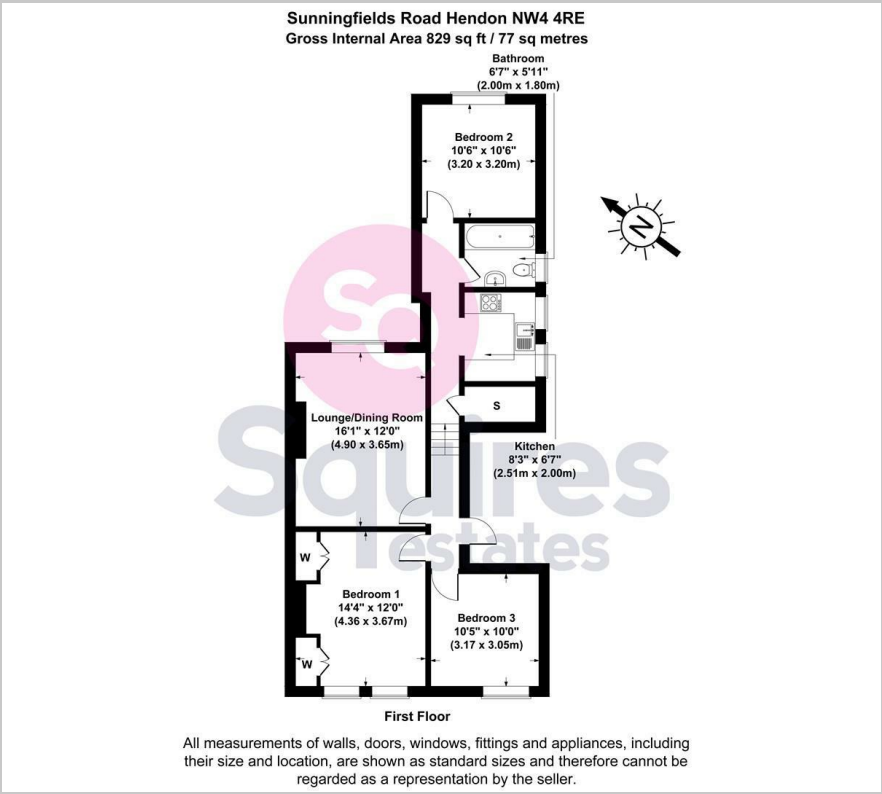 Sunningfields Road Hendon NW4 4RE
Gross Internal Area 829 sq ft / 77 sq metres
Bathroom
6'7" x 5'11"
(2.00m x 1.80m)
Bedroom 2
10'6" x 10'6"
(3.20 x 3.20m)
N
SQ
Squires
estates
S
Lounge/Dining Room
16'1" x 12'0"
(4.90 x 3.65m)
Kitchen
8'3" x 6'7"
(2.51m x 2.00m)
W
Bedroom 1
14'4" x 12'0"
(4.36 x 3.67m)
W
Bedroom 3
10'5" x 10'0"
(3.17 x 3.05m)
First Floor
All measurements of walls, doors, windows, fittings and appliances, including
their size and location, are shown as standard sizes and therefore cannot be
regarded as a representation by the seller.